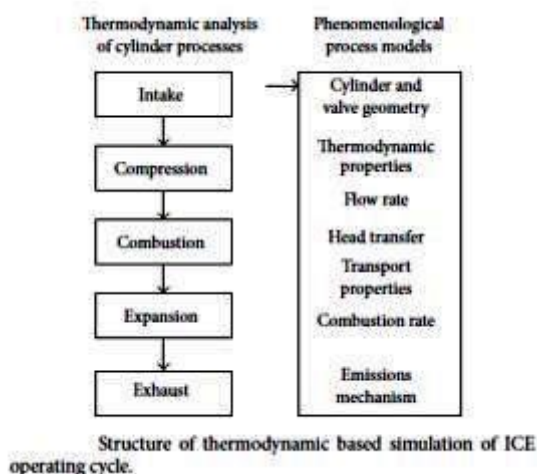 Thermodynamic analysis
of cylinder processes
Intake
Compression
Combustion
Expansion
Exhaust
Phenomenological
process models
Cylinder and
valve geometry
Thermodynamic
properties
Flow rate
Head transfer
Transport
properties
Combustion rate
Emissions
mechanism
Structure of thermodynamic based simulation of ICE
operating cycle.